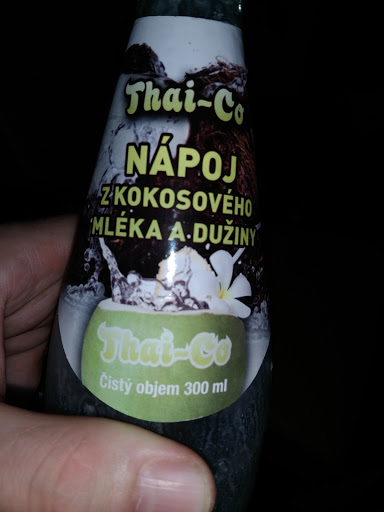 Thai-Co
NÁPOJ
Z KOKOSOVÉHO
MLÉKA A DUŽINY
Thai-Co
Čistý objem 300 ml